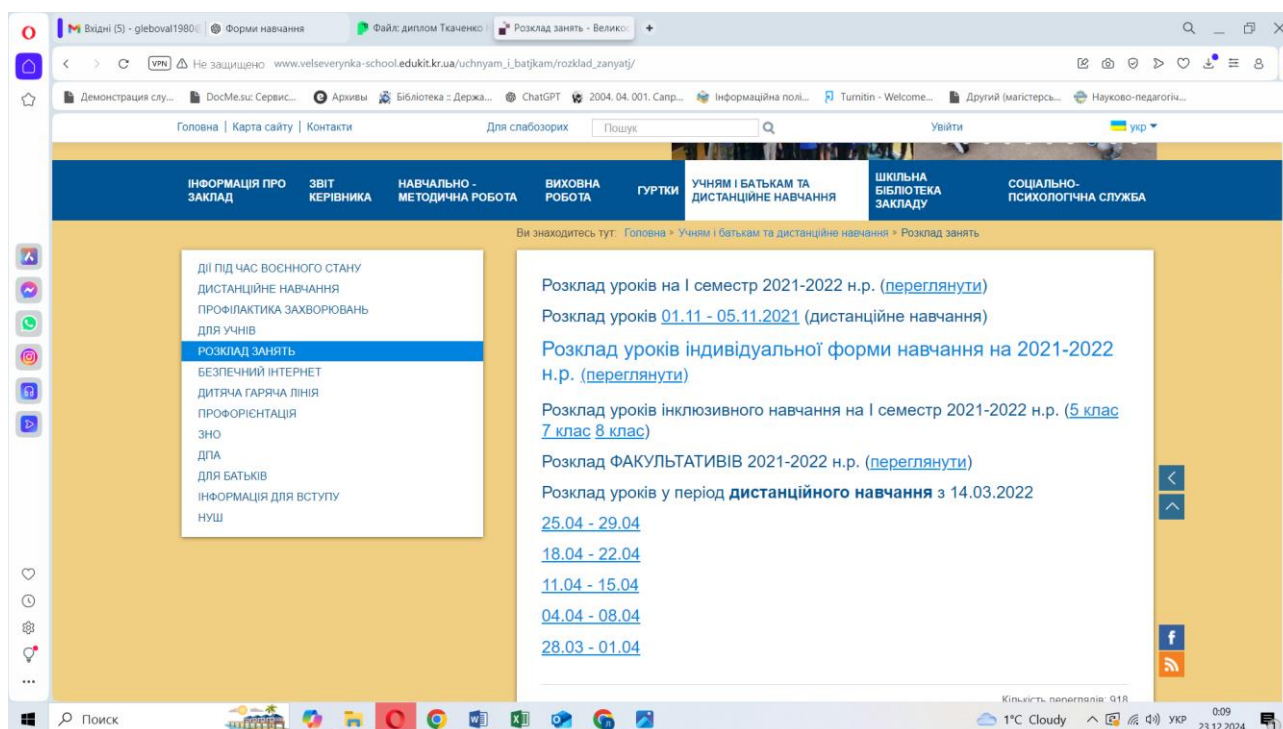 Вхідні (5) - gleboval1980
Форми навчання
Файл: диплом Ткаченко
Розклад занять - Велико
VPN
Не защищено www.velseverynka-school.edukit.kr.ua/uchnyam_i_batjkam/rozklad_zanyatj/
Демонстрация слу...
DocMe.su: Сервис...
Архивы
Бібліотека :: Держа...
ChatGPT
2004. 04. 001. Сапр...
Інформаційна полі...
Turnitin - Welcome...
Другий (магістерсь...
Науково-педагогіч...
Головна | Карта сайту | Контакти
Для слабозорих
Пошук
Увійти
укр
ІНФОРМАЦІЯ ПРО
ЗАКЛАД
ЗВІТ
КЕРІВНИКА
НАВЧАЛЬНО -
МЕТОДИЧНА РОБОТА
ВИХОВНА
РОБОТА
ГУРТКИ
УЧНЯМ І БАТЬКАМ ТА
ДИСТАНЦІЙНЕ НАВЧАННЯ
ШКІЛЬНА
БІБЛІОТЕКА
ЗАКЛАДУ
СОЦІАЛЬНО-
ПСИХОЛОГІЧНА СЛУЖБА
Ви знаходитесь тут: Головна » Учням і батькам та дистанційне навчання » Розклад занять
ДІЇ ПІД ЧАС ВОЄННОГО СТАНУ
ДИСТАНЦІЙНЕ НАВЧАННЯ
ПРОФІЛАКТИКА ЗАХВОРЮВАНЬ
ДЛЯ УЧНІВ
РОЗКЛАД ЗАНЯТЬ
БЕЗПЕЧНИЙ ІНТЕРНЕТ
ДИТЯЧА ГАРЯЧА ЛІНІЯ
ПРОФОРІЄНТАЦІЯ
ЗНО
ДПА
ДЛЯ БАТЬКІВ
ІНФОРМАЦІЯ ДЛЯ ВСТУПУ
НУШ
Розклад уроків на І семестр 2021-2022 н.р. (переглянути)
Розклад уроків 01.11 - 05.11.2021 (дистанційне навчання)
Розклад уроків індивідуальної форми навчання на 2021-2022
н.р. (переглянути)
Розклад уроків інклюзивного навчання на І семестр 2021-2022 н.р. (5 клас
7 клас 8 клас)
Розклад ФАКУЛЬТАТИВІВ 2021-2022 н.р. (переглянути)
Розклад уроків у період дистанційного навчання з 14.03.2022
25.04 - 29.04
18.04 - 22.04
11.04 - 15.04
04.04 - 08.04
28.03 - 01.04
Кількість переглядів: 918
Поиск
1°C Cloudy
УКР
0:09
23.12.2024